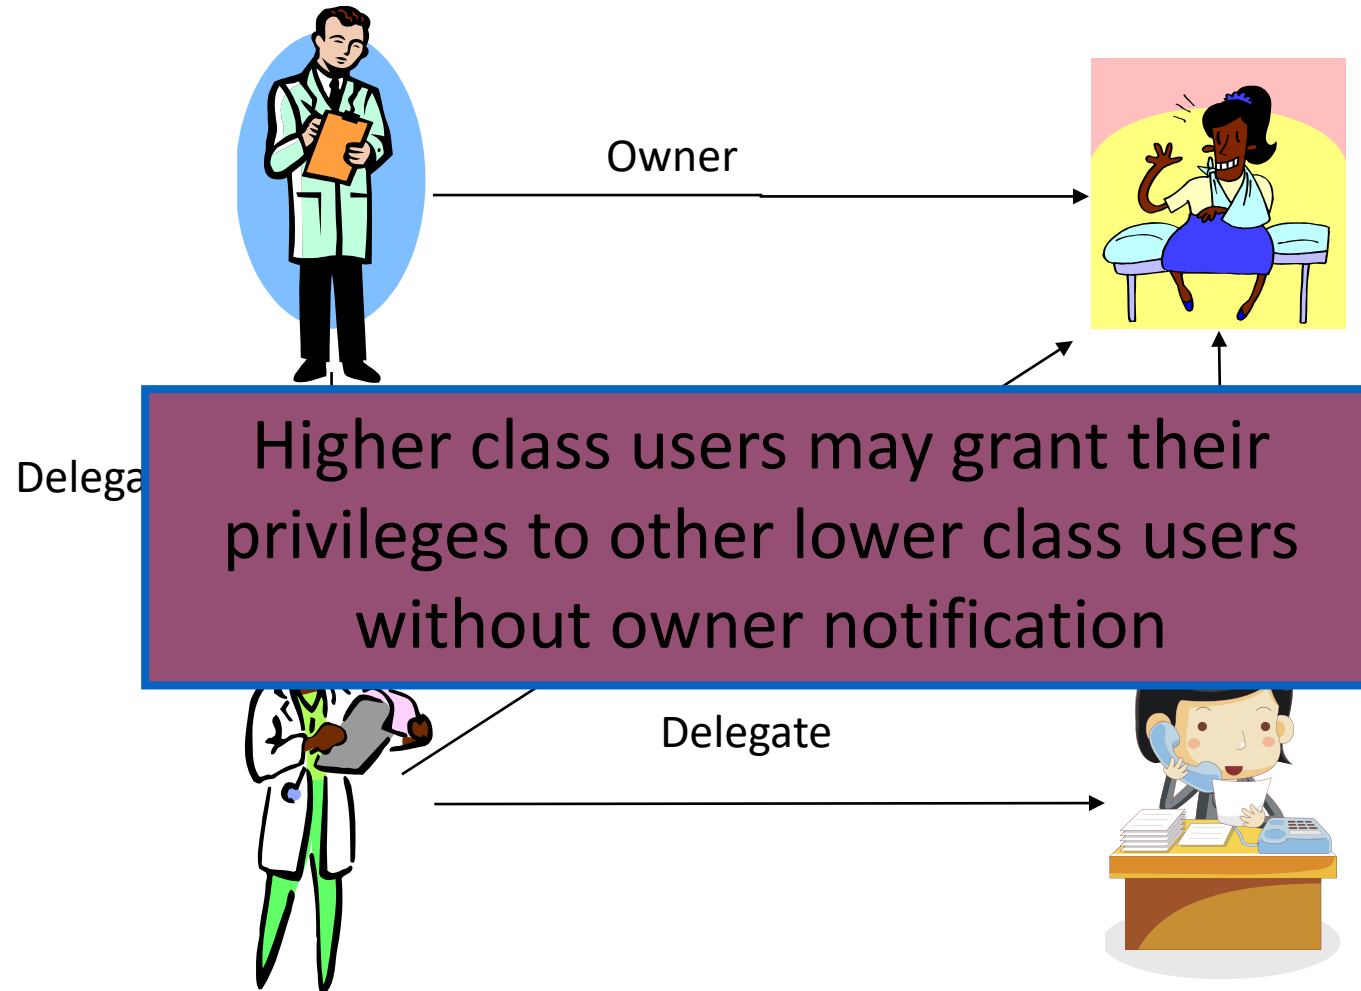 Owner
Higher class users may grant their
Delega
privileges to other lower class users
without owner notification
Delegate